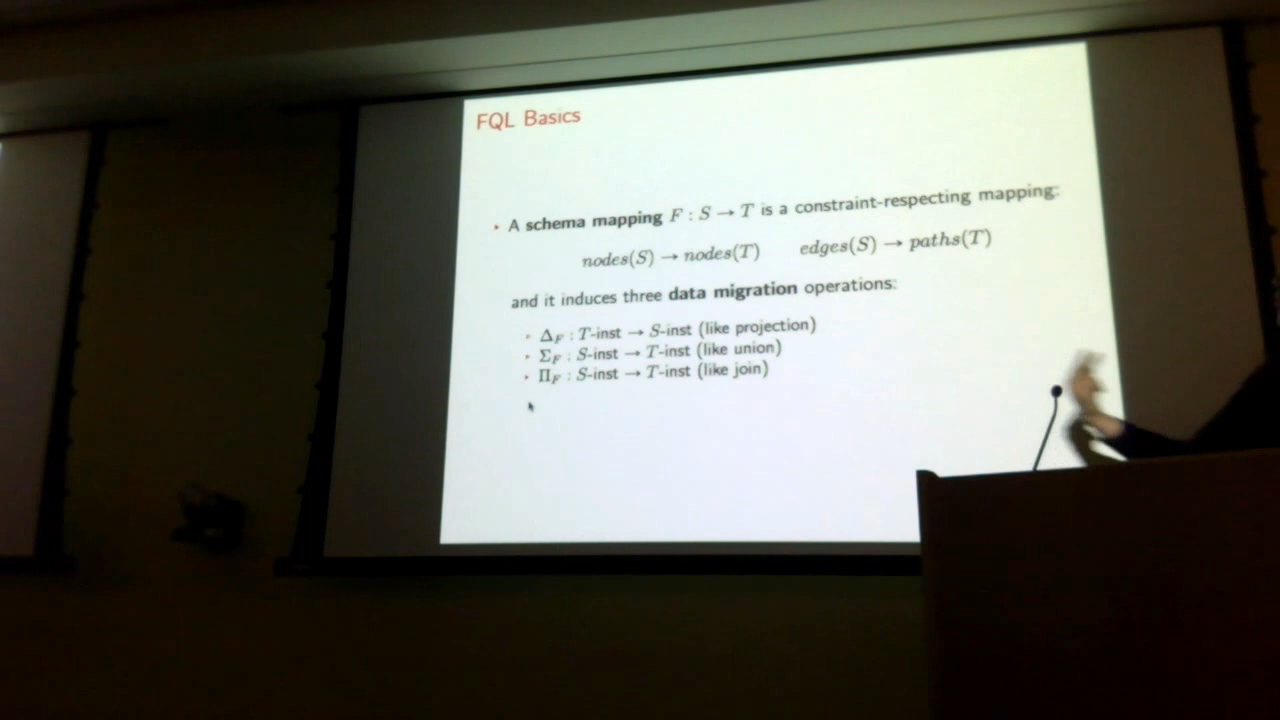 FQL Basics
A schema mapping F : S → T is a constraint-respecting mapping:
nodes(S) → nodes(T) edges(S) → paths(T)
and it induces three data migration operations:
Δ_F : T-inst → S-inst (like projection)
Σ_F : S-inst → T-inst (like union)
Π_F : S-inst → T-inst (like join)